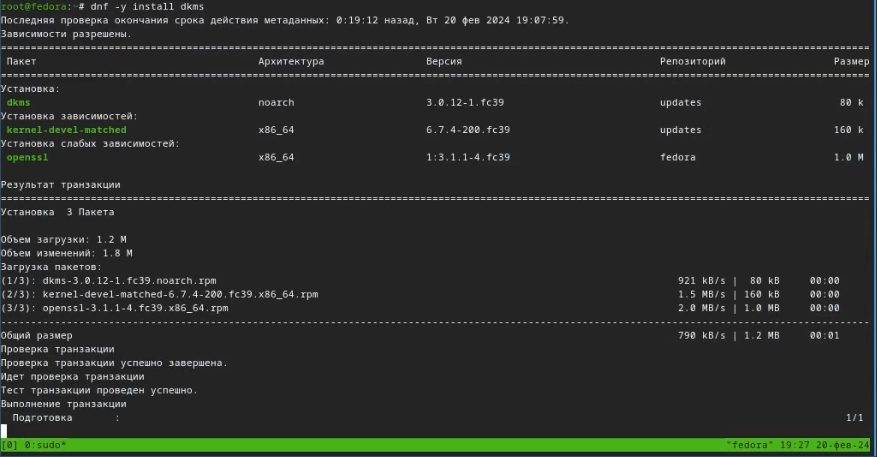 root@fedora:~# dnf -y install dkms
Последняя проверка окончания срока действия метаданных: 0:19:12 назад, Вт 20 фев 2024 19:07:59.
Зависимости разрешены.
================================================================================
Пакет Архитектура Версия Репозиторий Размер
================================================================================
Установка:
dkms noarch 3.0.12-1.fc39 updates 80 k
Установка зависимостей:
kernel-devel-matched x86_64 6.7.4-200.fc39 updates 160 k
Установка слабых зависимостей:
openssl x86_64 1:3.1.1-4.fc39 fedora 1.0 M
Результат транзакции
================================================================================
Установка 3 Пакета
Объем загрузки: 1.2 M
Объем изменений: 1.8 M
Загрузка пакетов:
(1/3): dkms-3.0.12-1.fc39.noarch.rpm 921 kB/s | 80 kB 00:00
(2/3): kernel-devel-matched-6.7.4-200.fc39.x86_64.rpm 1.5 MB/s | 160 kB 00:00
(3/3): openssl-3.1.1-4.fc39.x86_64.rpm 2.0 MB/s | 1.0 MB 00:00
--------------------------------------------------------------------------------
Общий размер 790 kB/s | 1.2 MB 00:01
Проверка транзакции
Проверка транзакции успешно завершена.
Идет проверка транзакции
Тест транзакции проведен успешно.
Выполнение транзакции
Подготовка : 1/1
[0] 0:sudo* "fedora" 19:27 20-фев-24